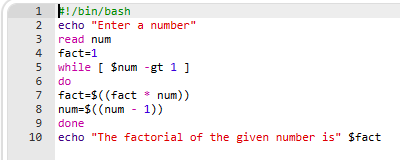 1 #!/bin/bash
2 echo "Enter a number"
3 read num
4 fact=1
5 while [ $num -gt 1 ]
6 do
7 fact=$((fact * num))
8 num=$((num - 1))
9 done
10 echo "The factorial of the given number is" $fact